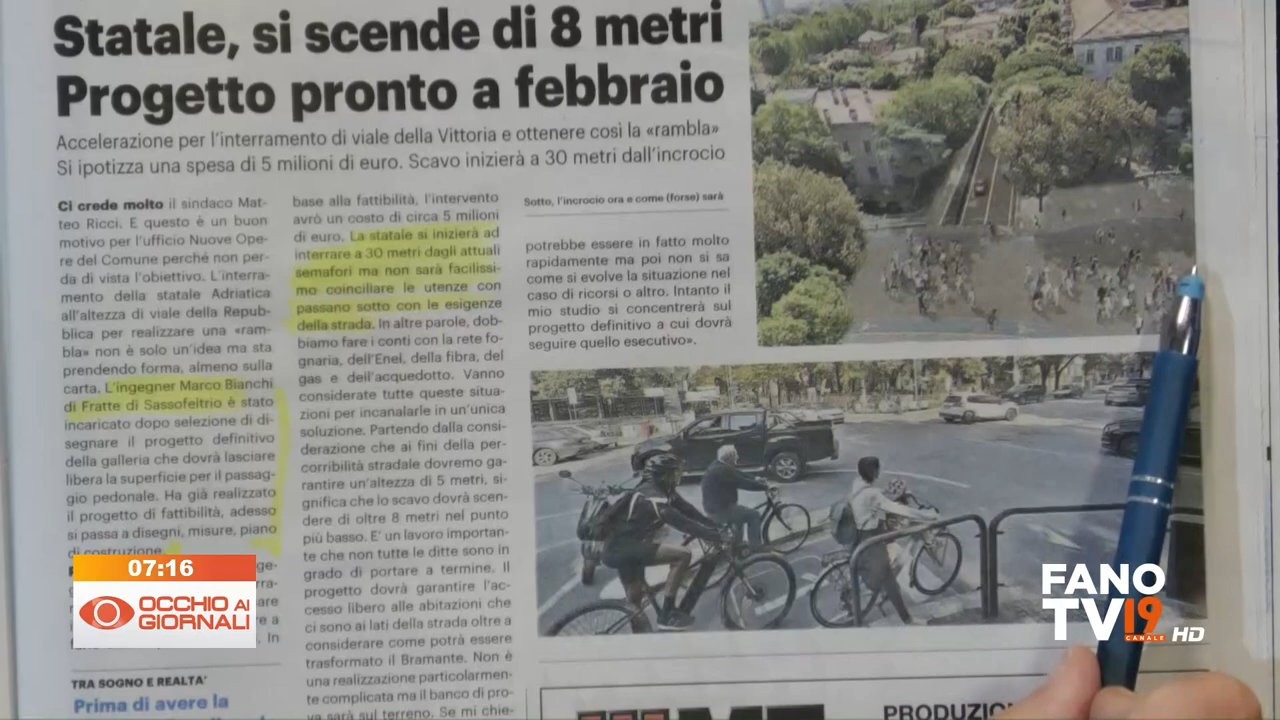 Statale, si scende di 8 metri
Progetto pronto a febbraio
Accelerazione per l'interramento di viale della Vittoria e ottenere così la «rambla»
Si ipotizza una spesa di 5 milioni di euro. Scavo inizierà a 30 metri dall'incrocio
Ci crede molto il sindaco Mat-
teo Ricci. E questo è un buon
motivo per l'ufficio Nuove Ope-
re del Comune perché non per-
da di vista l'obiettivo. L'interra-
mento della statale Adriatica
all'altezza di viale della Repub-
blica per realizzare una «ram-
bla» non è solo un'idea ma sta
prendendo forma, almeno sulla
carta. L'ingegner Marco Bianchi
di Fratte di Sassofeltrio è stato
incaricato dopo selezione di di-
segnare il progetto definitivo
della galleria che dovrà lasciare
libera la superficie per il passag-
gio pedonale. Ha già realizzato
il progetto di fattibilità, adesso
si passa a disegni, misure, piano
di costruzione.
In
TRA SOGNO E REALTA'
Prima di avere la
base alla fattibilità, l'intervento
avrò un costo di circa 5 milioni
di euro. La statale si inizierà ad
interrare a 30 metri dagli attuali
semafori ma non sarà facilissi-
mo coinciliare le utenze con
passano sotto con le esigenze
della strada. In altre parole, dob-
biamo fare i conti con la rete fo-
gnaria, dell'Enel, della fibra, del
gas e dell'acquedotto. Vanno
considerate tutte queste situa-
zioni per incanalarle in un'unica
soluzione. Partendo dalla consi-
derazione che ai fini della per-
corribilità stradale dovremo ga-
rantire un'altezza di 5 metri, si-
gnifica che lo scavo dovrà scen-
dere di oltre 8 metri nel punto
più basso. E' un lavoro importan-
te che non tutte le ditte sono in
grado di portare a termine. Il
progetto dovrà garantire l'ac-
cesso libero alle abitazioni che
ci sono ai lati della strada oltre a
considerare come potrà essere
trasformato il Bramante. Non è
una realizzazione particolarmen-
te complicata ma il banco di pro-
va sarà sul terreno. Se mi chie-
Sotto, l'incrocio ora e come (forse) sarà
potrebbe essere in fatto molto
rapidamente ma poi non si sa
come si evolve la situazione nel
caso di ricorsi o altro. Intanto il
mio studio si concentrerà sul
progetto definitivo a cui dovrà
seguire quello esecutivo».
07:16
OCCHIO AI
GIORNALI
FANO
TV19
CANALE HD